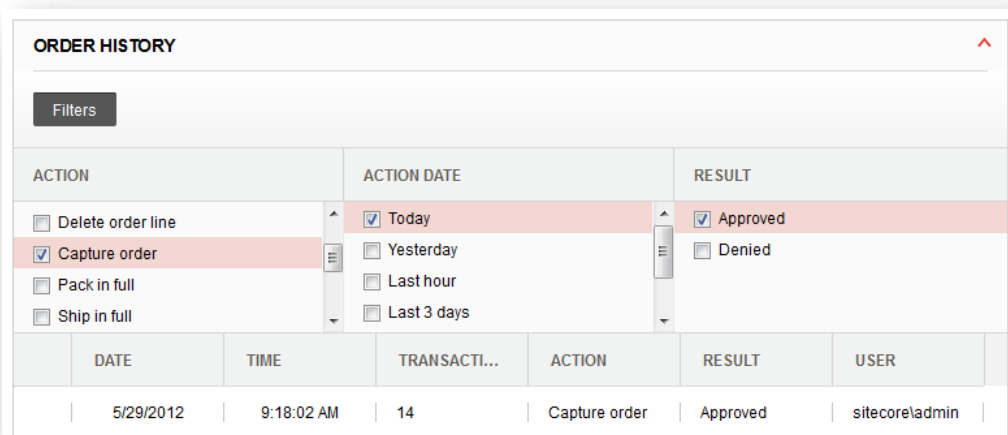 ORDER HISTORY
Filters
ACTION ACTION DATE RESULT
Delete order line Today Approved
Capture order Yesterday Denied
Pack in full Last hour
Ship in full Last 3 days
DATE TIME TRANSACTI... ACTION RESULT USER
5/29/2012 9:18:02 AM 14 Capture order Approved sitecore\admin